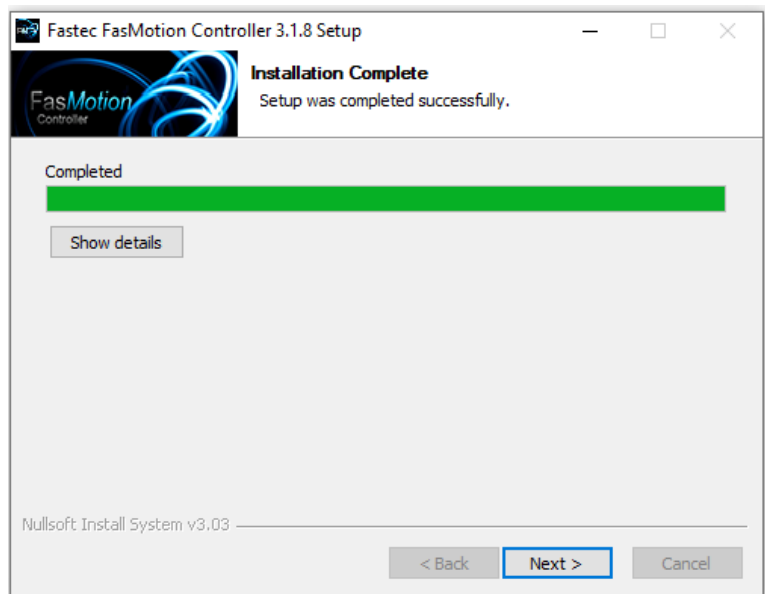 Fastec FasMotion Controller 3.1.8 Setup
FasMotion
Controller
Installation Complete
Setup was completed successfully.
Completed
Show details
Nullsoft Install System v3.03
< Back
Next >
Cancel